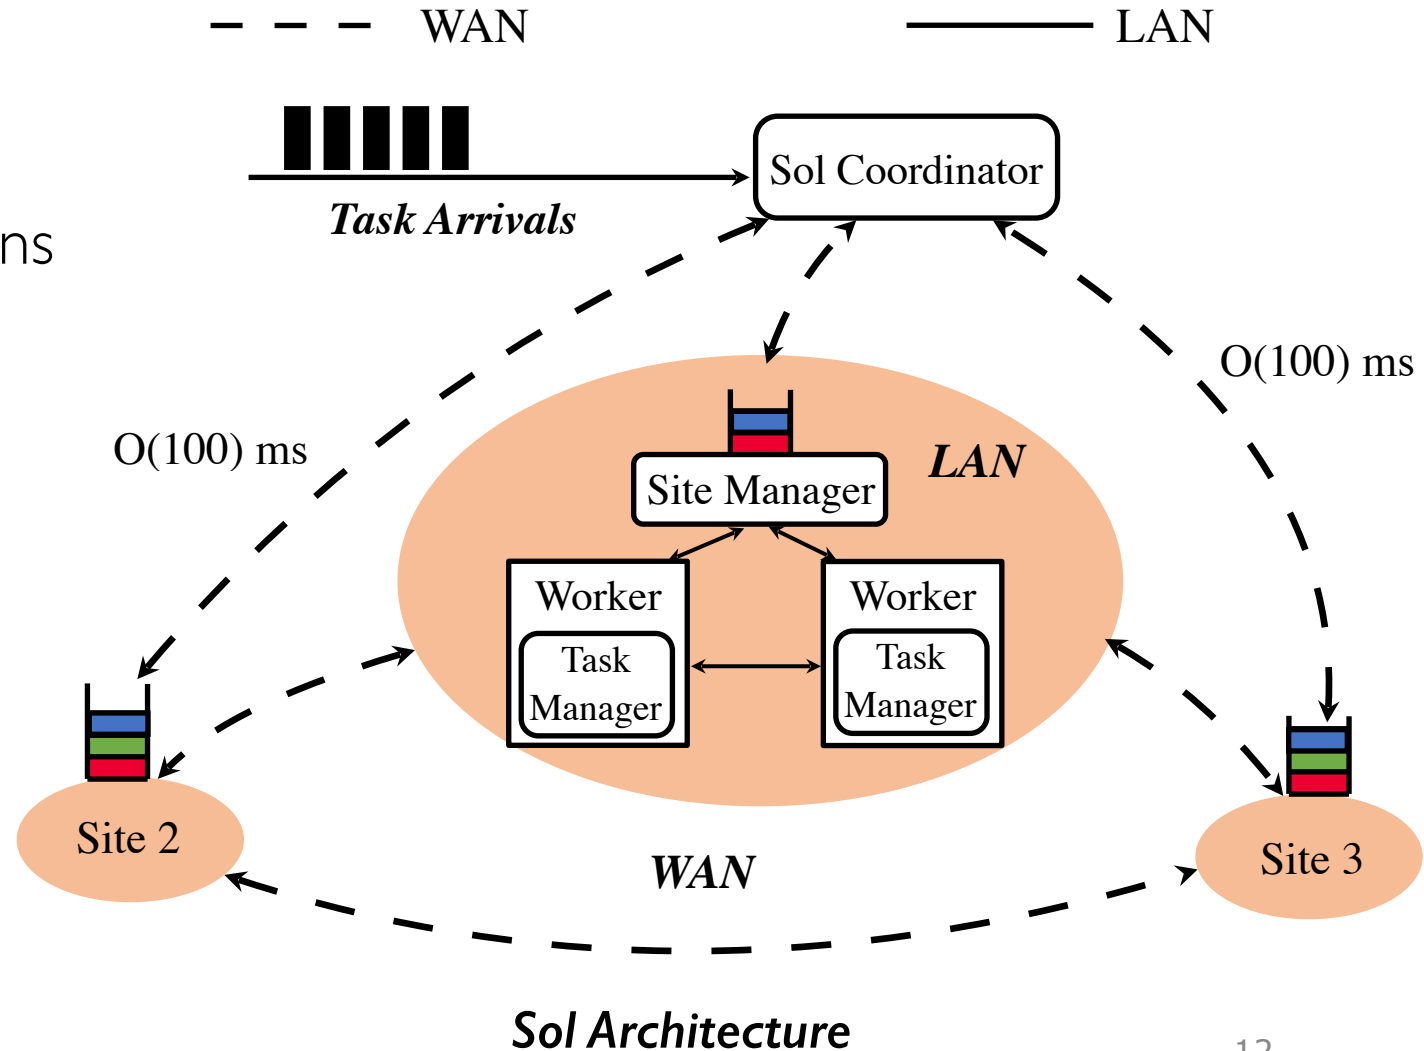 WAN
LAN
Sol Coordinator
Task Arrivals
ns
O(100) ms
O(100) ms
LAN
Site Manager
Worker
Worker
Task
Manager
Task
Manager
Site 2
WAN
Site 3
Sol Architecture